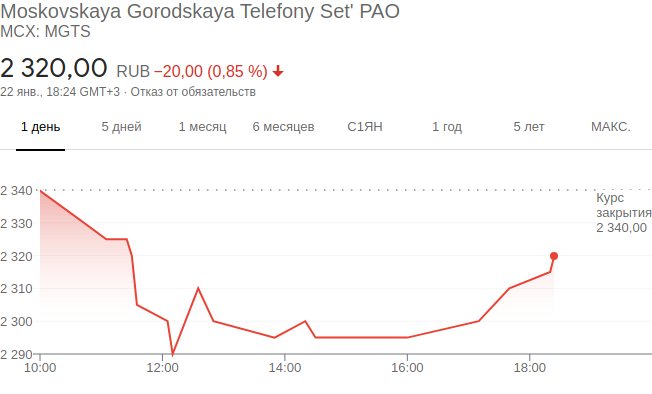 Moskovskaya Gorodskaya Telefony Set' PAO
MCX: MGTS
2 320,00 RUB −20,00 (0,85 %)
22 янв., 18:24 GMT+3 · Отказ от обязательств
1 день 5 дней 1 месяц 6 месяцев С1ЯН 1 год 5 лет МАКС.
2 340
Курс
закрытия
2 340,00
2 330
2 320
2 310
2 300
2 290
10:00 12:00 14:00 16:00 18:00